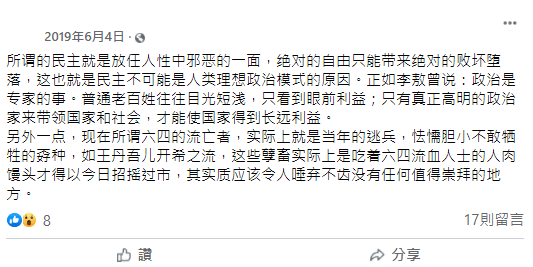 2019年6月4日 ·
所谓的民主就是放任人性中邪恶的一面，绝对的自由只能带来绝对的败坏堕
落，这也就是民主不可能是人类理想政治模式的原因。正如李敖曾说：政治是
专家的事。普通老百姓往往目光短浅，只看到眼前利益；只有真正高明的政治
家来带领国家和社会，才能使国家得到长远利益。
另外一点，现在所谓六四的流亡者，实际上就是当年的逃兵，怯懦胆小不敢牺
牲的孬种，如王丹吾儿开希之流，这些孽畜实际上是吃着六四流血人士的人肉
馒头才得以今日招摇过市，其实质应该令人唾弃不齿没有任何值得崇拜的地
方。
8
17則留言
讚
分享